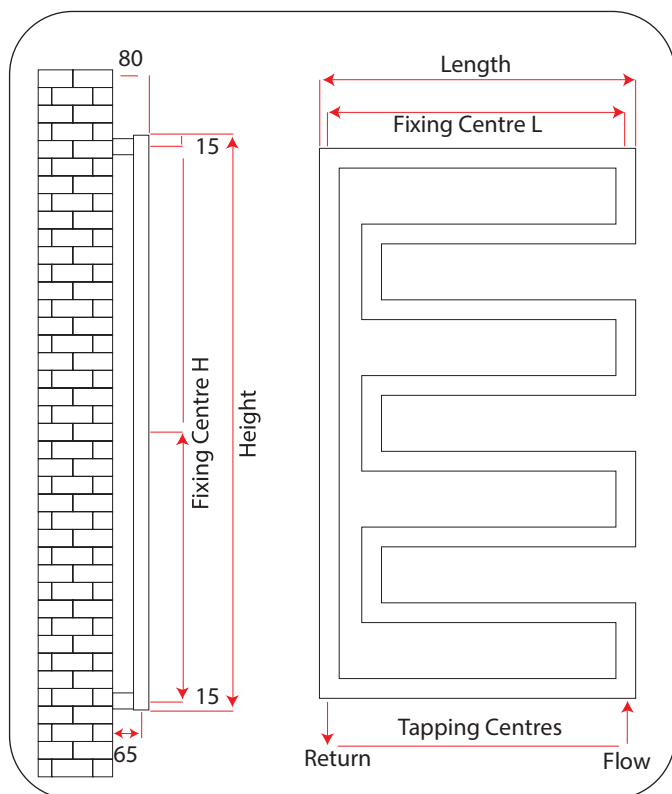 80
15
Fixing Centre H
Height
15
65
Length
Fixing Centre L
Tapping Centres
Return
Flow